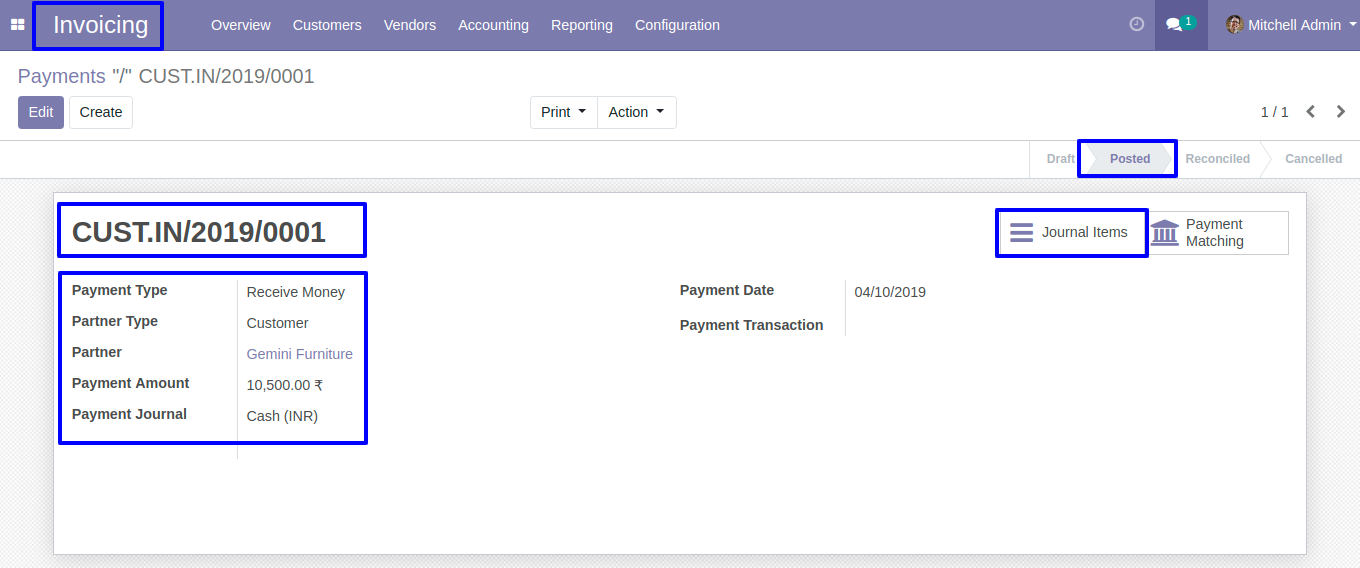 Invoicing
Overview Customers Vendors Accounting Reporting Configuration
1
Mitchell Admin
Payments "/" CUST.IN/2019/0001
Edit Create Print Action 1 / 1
Draft Posted Reconciled Cancelled
CUST.IN/2019/0001
Journal Items
Payment
Matching
Payment Type Receive Money
Partner Type Customer
Partner Gemini Furniture
Payment Amount 10,500.00 ₹
Payment Journal Cash (INR)
Payment Date 04/10/2019
Payment Transaction